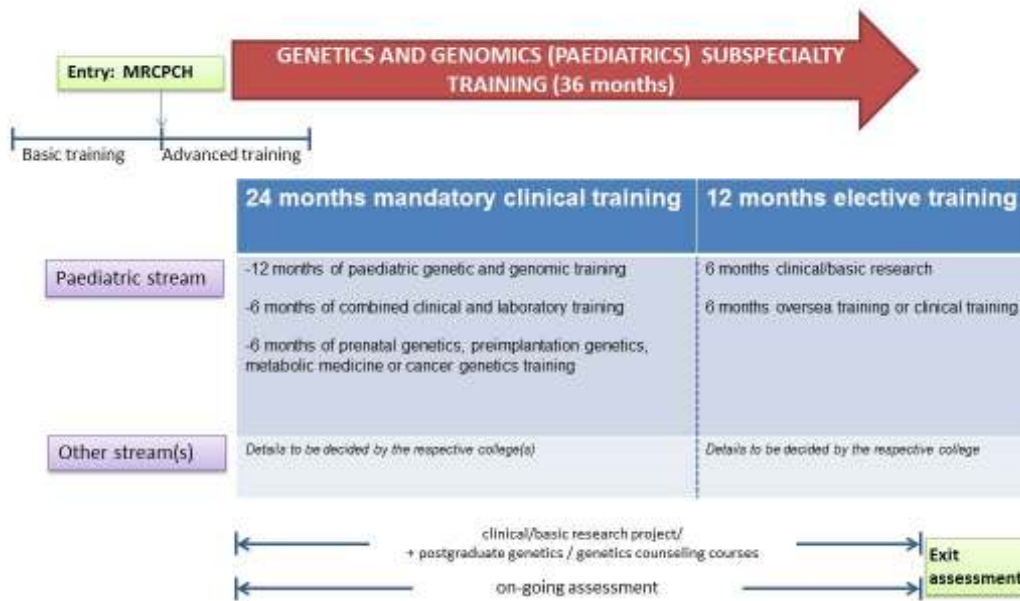 GENETICS AND GENOMICS (PAEDIATRICS) SUBSPECIALTY
TRAINING (36 months)
Entry: MRCPCH
Basic training
Advanced training
24 months mandatory clinical training
12 months elective training
Paediatric stream
-12 months of paediatric genetic and genomic training
-6 months of combined clinical and laboratory training
-6 months of prenatal genetics, preimplantation genetics,
metabolic medicine or cancer genetics training
6 months clinical/basic research
6 months oversea training or clinical training
Other stream(s)
Details to be decided by the respective college(s)
Details to be decided by the respective college
clinical/basic research project/
+ postgraduate genetics / genetics counseling courses
on-going assessment
Exit
assessment